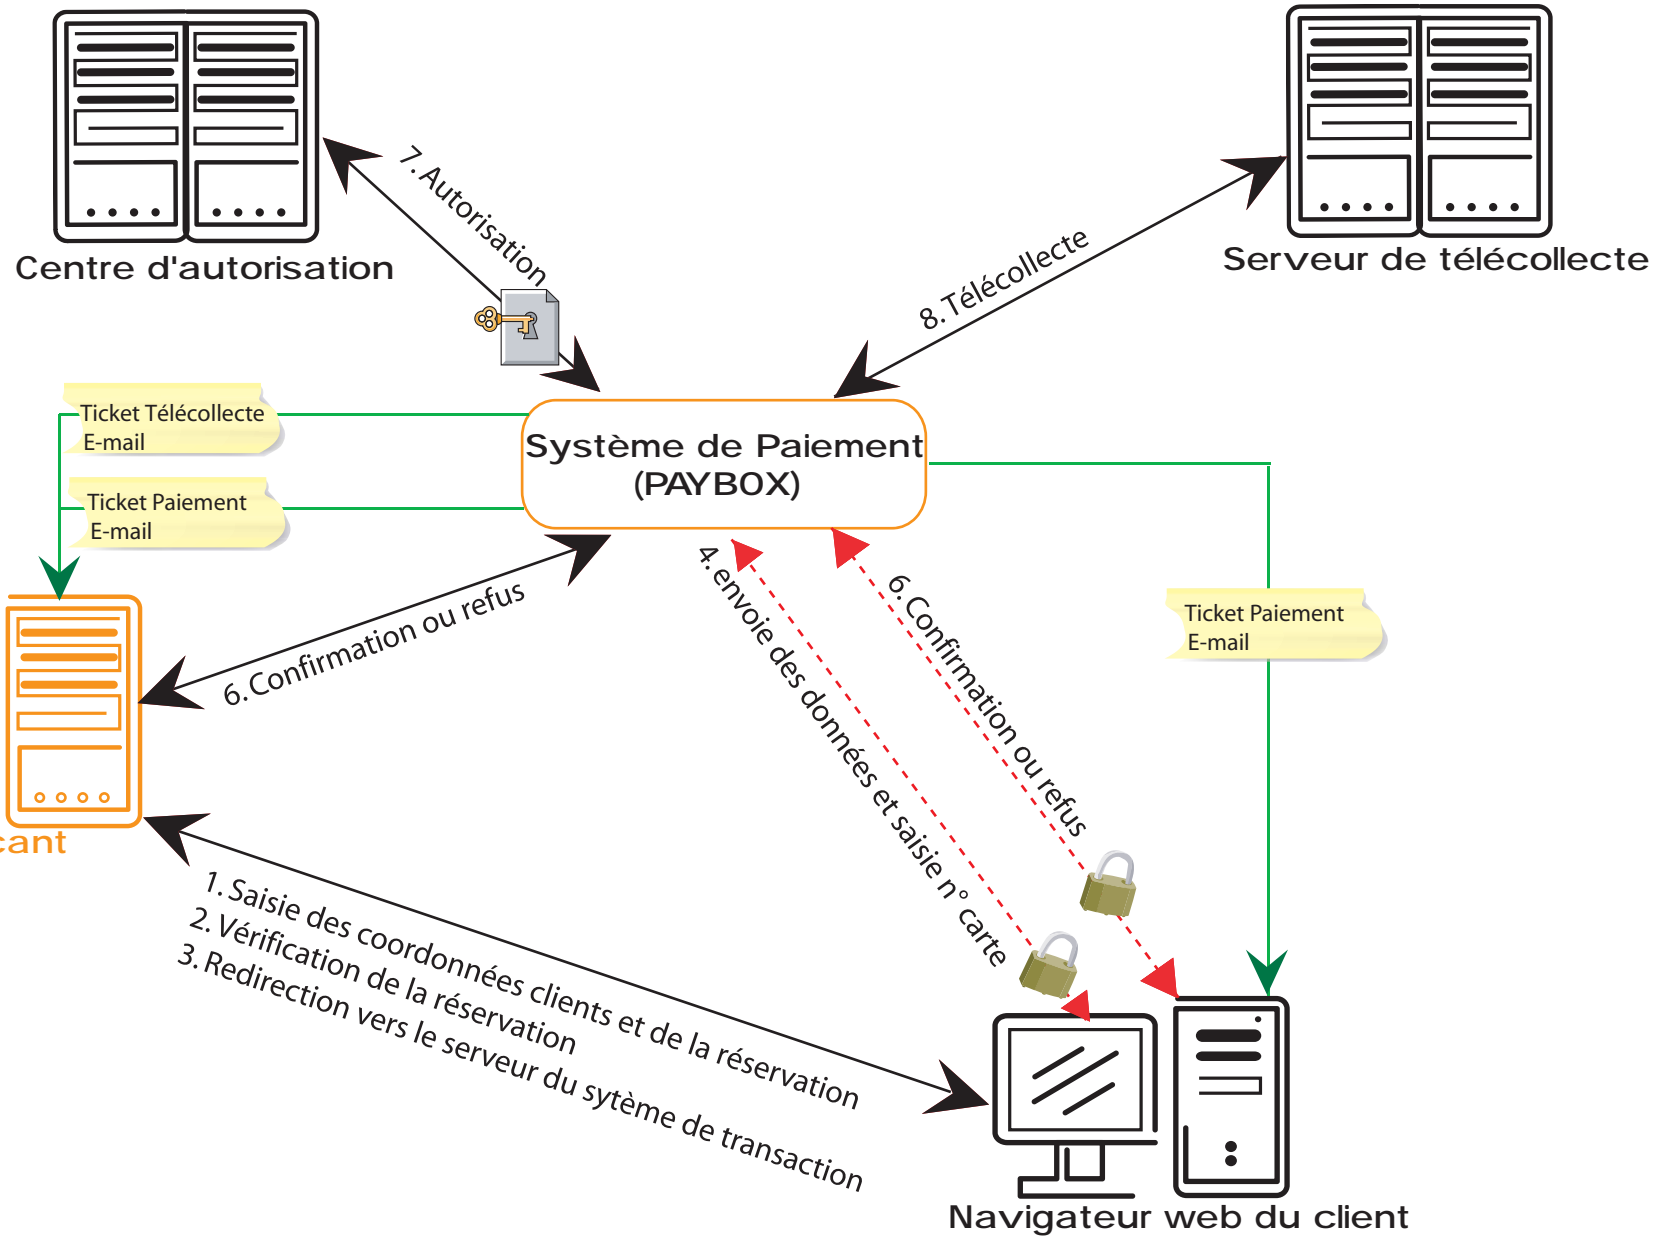 Centre d'autorisation
7. Autorisation
8. Télécollecte
Serveur de télécollecte
Ticket Télécollecte
E-mail
Ticket Paiement
E-mail
Système de Paiement
(PAYBOX)
6. Confirmation ou refus
4. envoie des données et saisie n° carte
6. Confirmation ou refus
Ticket Paiement
E-mail
cant
1. Saisie des coordonnées clients et de la réservation
2. Vérification de la réservation
3. Redirection vers le serveur du sytème de transaction
Navigateur web du client